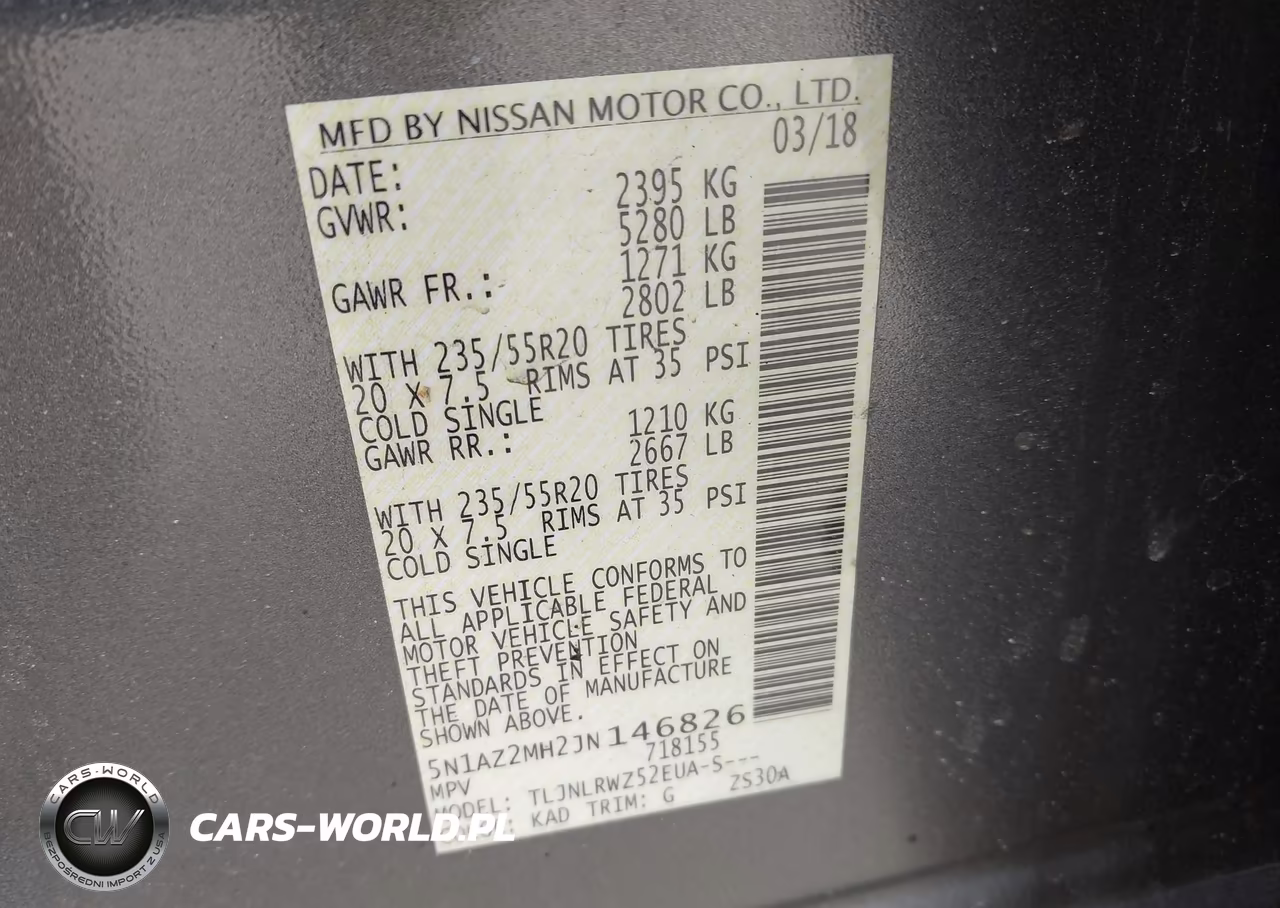 MFD BY NISSAN MOTOR CO., LTD.
DATE: 03/18
GVWR: 2395 KG
5280 LB
GAWR FR.: 1271 KG
2802 LB
WITH 235/55R20 TIRES
20 X 7.5 RIMS AT 35 PSI
COLD SINGLE
GAWR RR.: 1210 KG
2667 LB
WITH 235/55R20 TIRES
20 X 7.5 RIMS AT 35 PSI
COLD SINGLE
THIS VEHICLE CONFORMS TO
ALL APPLICABLE FEDERAL
MOTOR VEHICLE SAFETY AND
THEFT PREVENTION
STANDARDS IN EFFECT ON
THE DATE OF MANUFACTURE
SHOWN ABOVE.
5N1AZ2MH2JN146826
MPV 718155
MODEL: TLJNLRWZ52EUA-S---
KAD TRIM: G ZS30A
CARS-WORLD
CW
BEZPOŚREDNI IMPORT Z USA
CARS-WORLD.PL